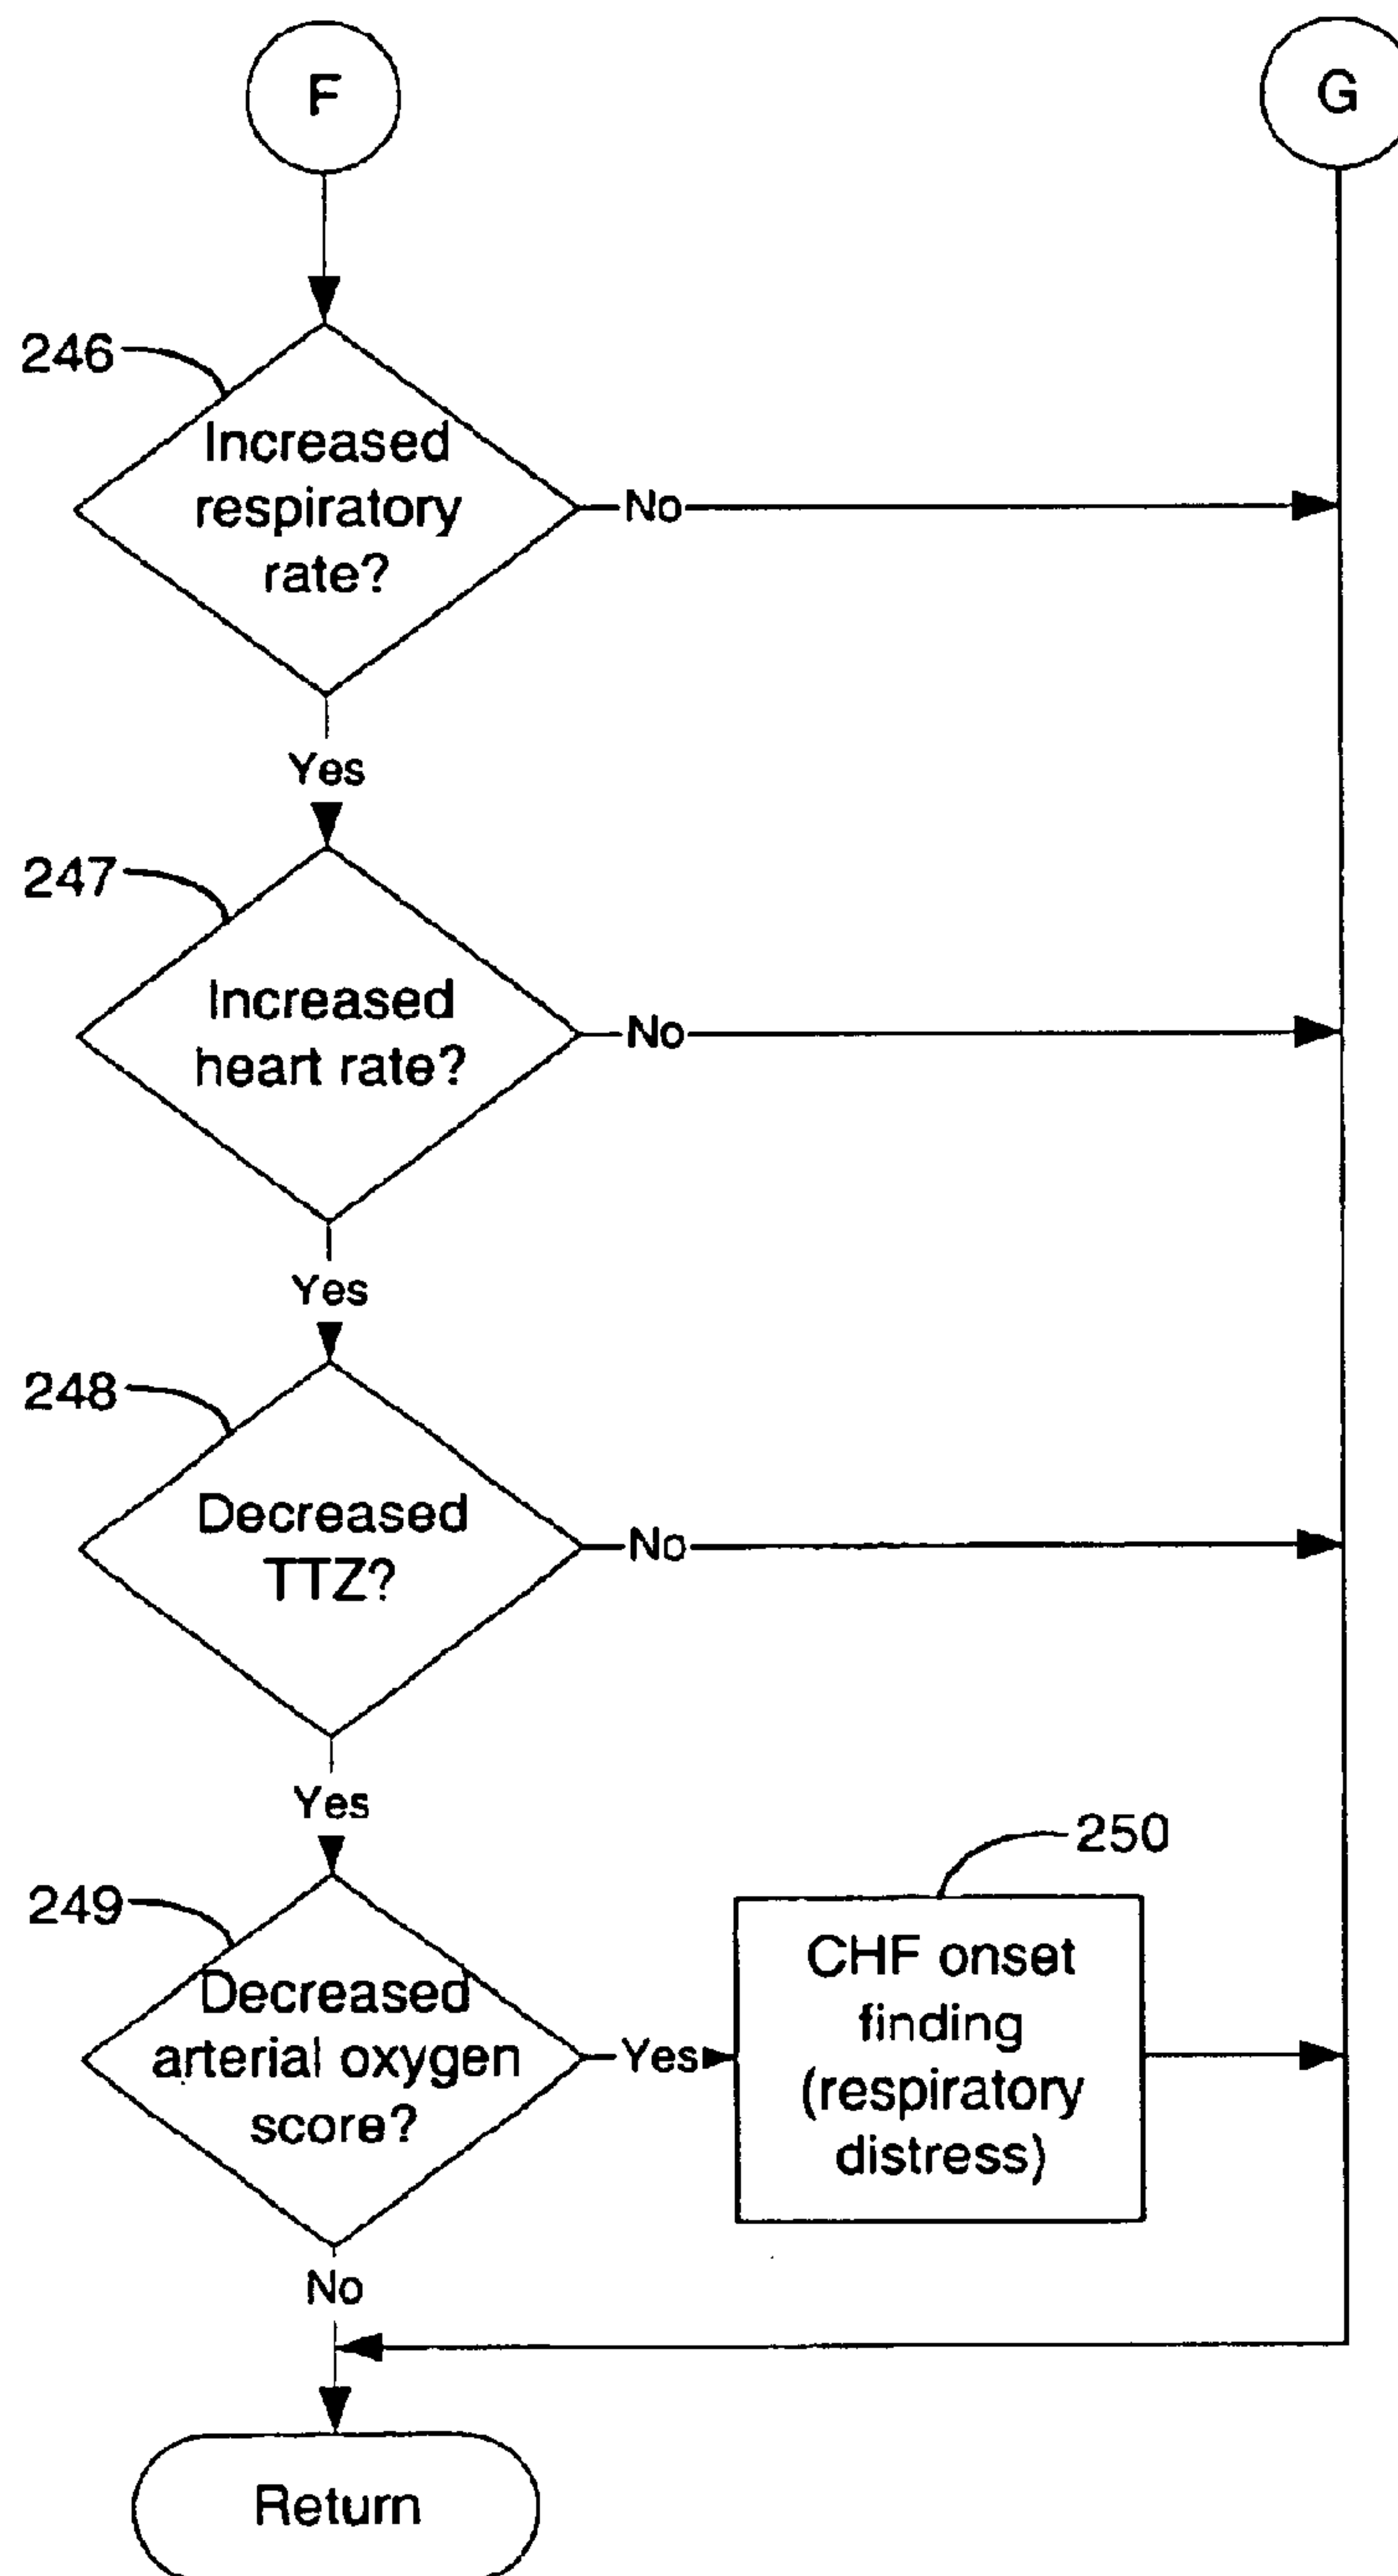 F
G
246
Increased
respiratory
rate?
No
Yes
247
Increased
heart rate?
No
Yes
248
Decreased
TTZ?
No
Yes
249
Decreased
arterial oxygen
score?
Yes
250
CHF onset
finding
(respiratory
distress)
No
Return